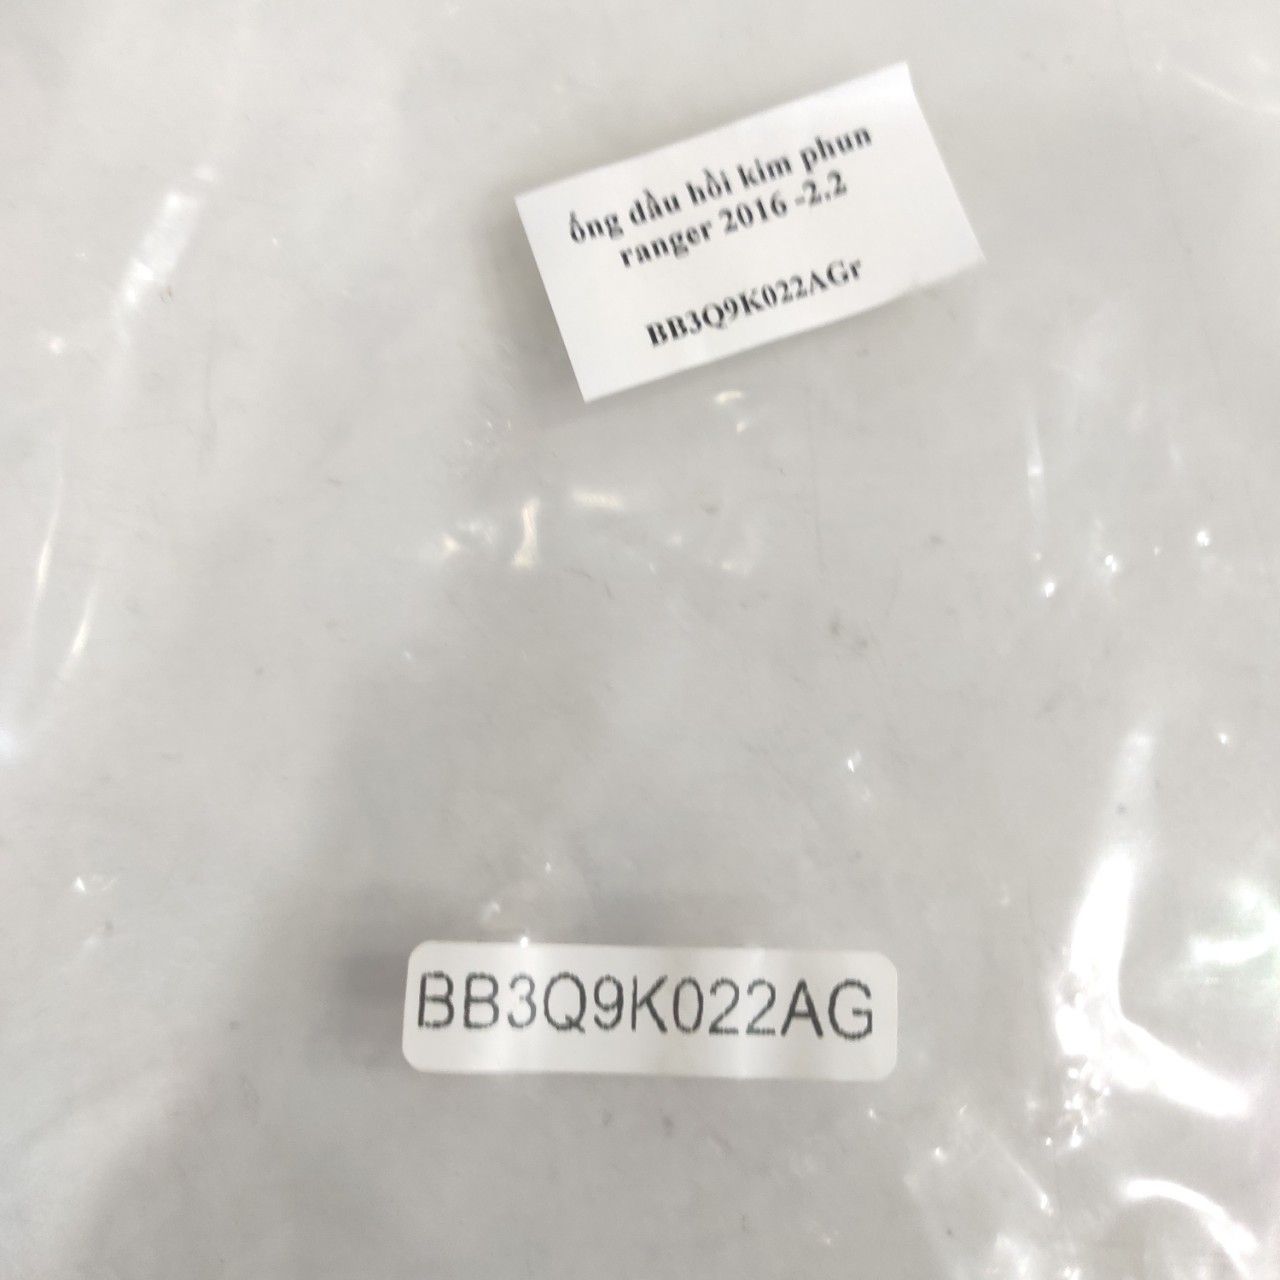 ống dầu hồi kim phun
ranger 2016 -2.2
BB3Q9K022AGr
BB3Q9K022AG